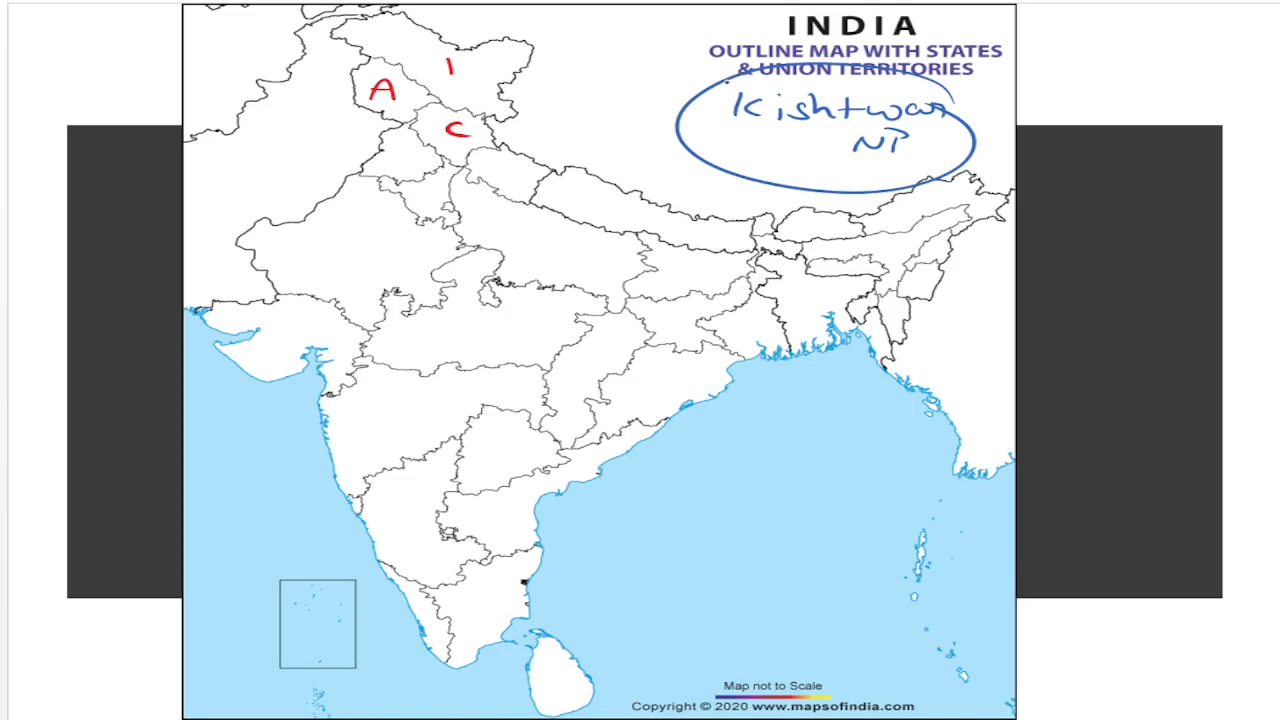 INDIA
OUTLINE MAP WITH STATES
& UNION TERRITORIES
Kishtwar
NP
I
A
C
Map not to Scale
Copyright © 2020 www.mapsofindia.com